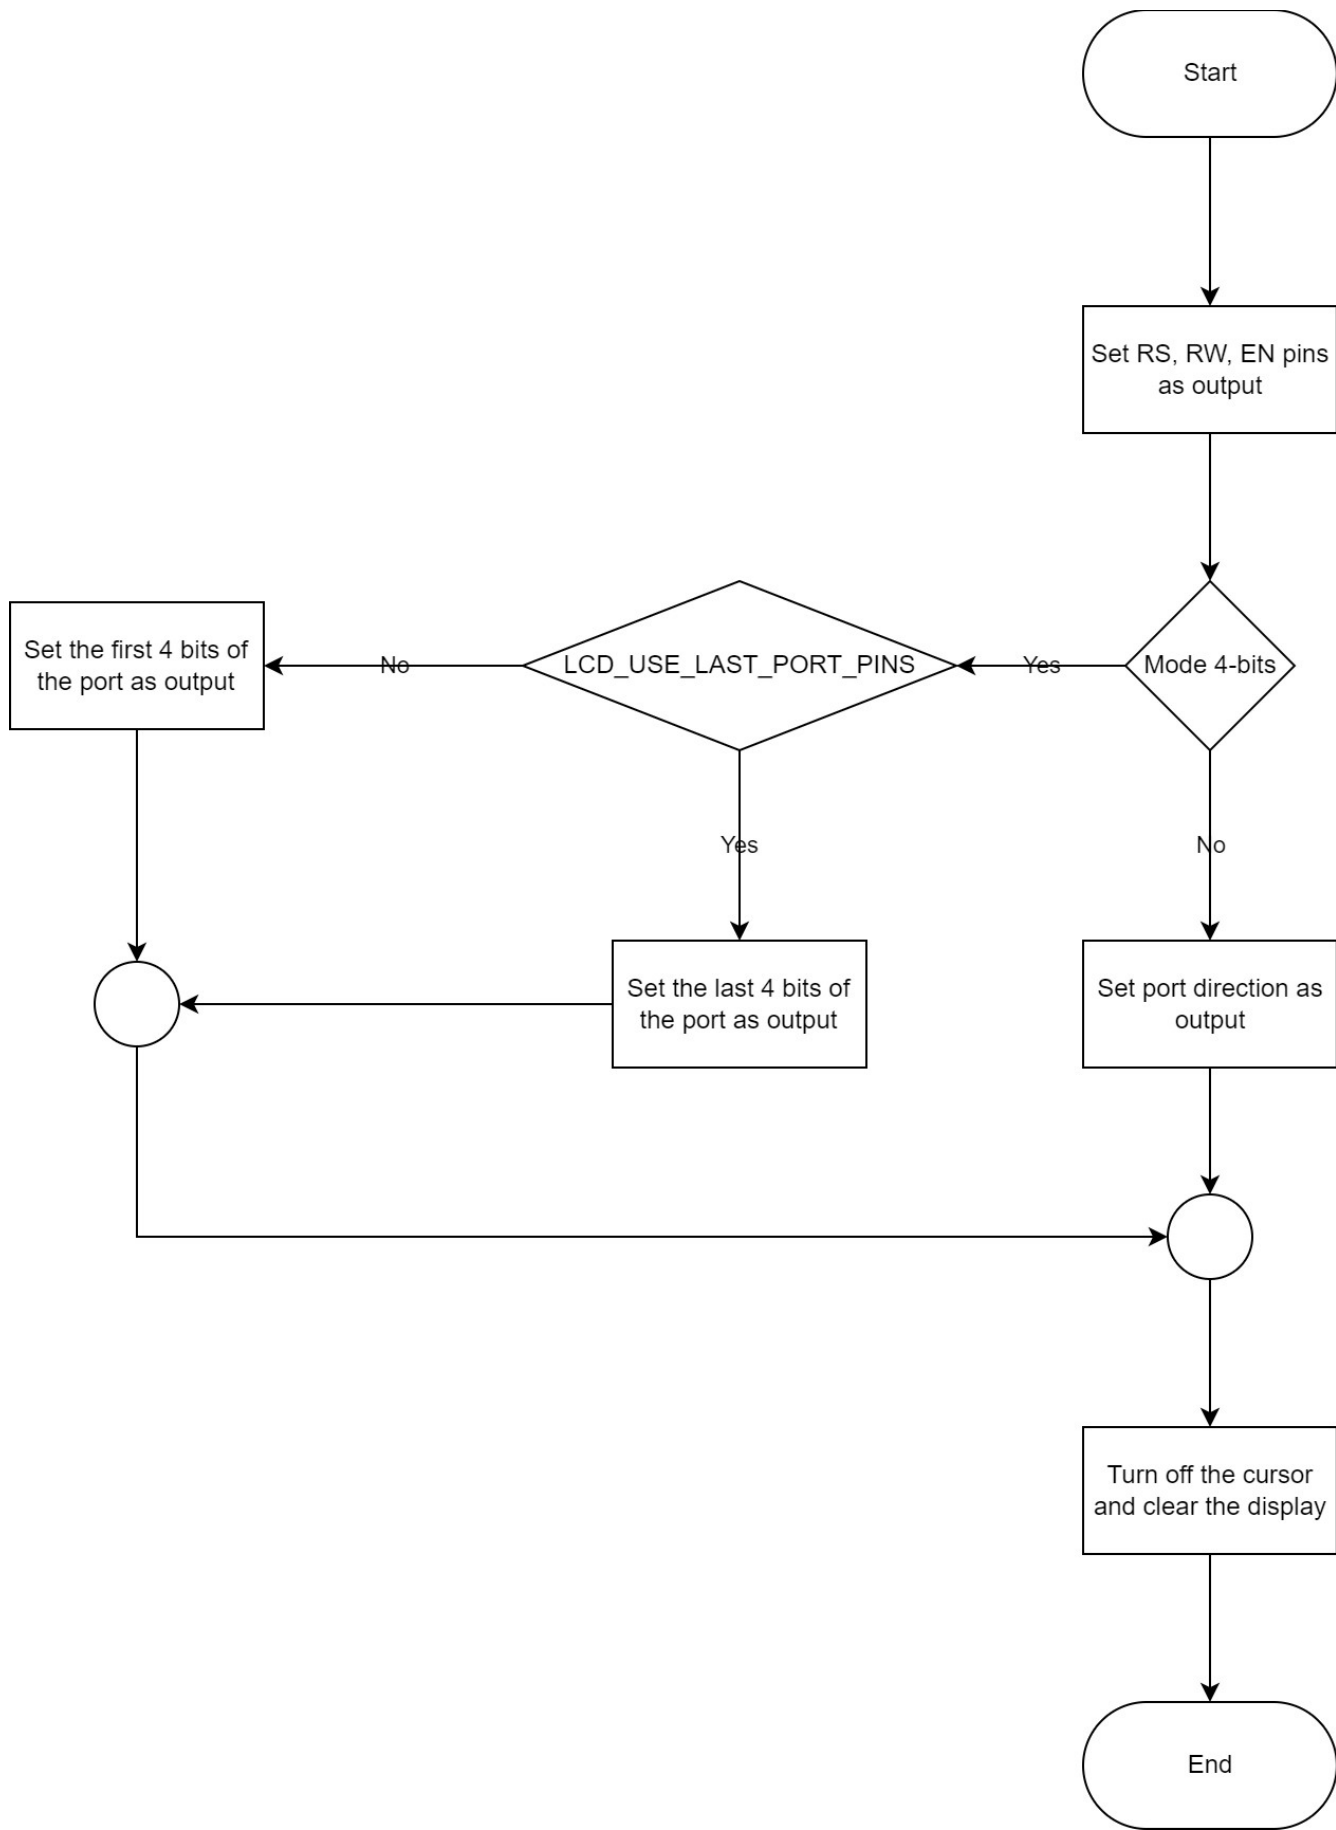 Start
Set RS, RW, EN pins
as output
Mode 4-bits
Yes
LCD_USE_LAST_PORT_PINS
No
Set the first 4 bits of
the port as output
Yes
No
Set the last 4 bits of
the port as output
Set port direction as
output
Turn off the cursor
and clear the display
End